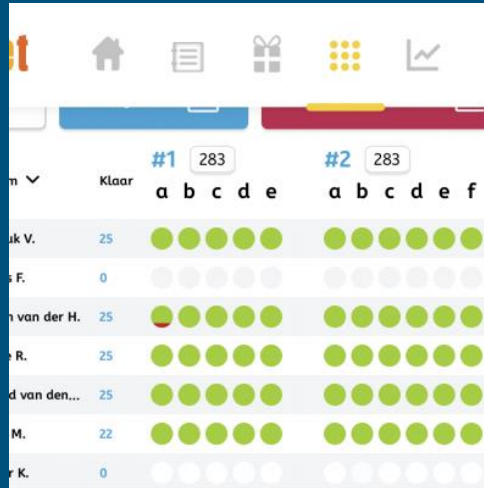 et
#1 283 #2 283
m Klaar a b c d e a b c d e f
uk V. 25
s F. 0
n van der H. 25
e R. 25
d van den... 25
M. 22
r K. 0